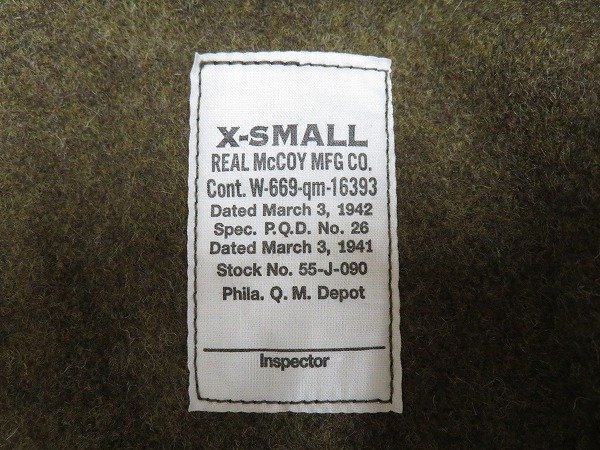 X-SMALL
REAL McCOY MFG CO.
Cont. W-669-qm-16393
Dated March 3, 1942
Spec. P.Q.D. No. 26
Dated March 3, 1941
Stock No. 55-J-090
Phila. Q. M. Depot
Inspector